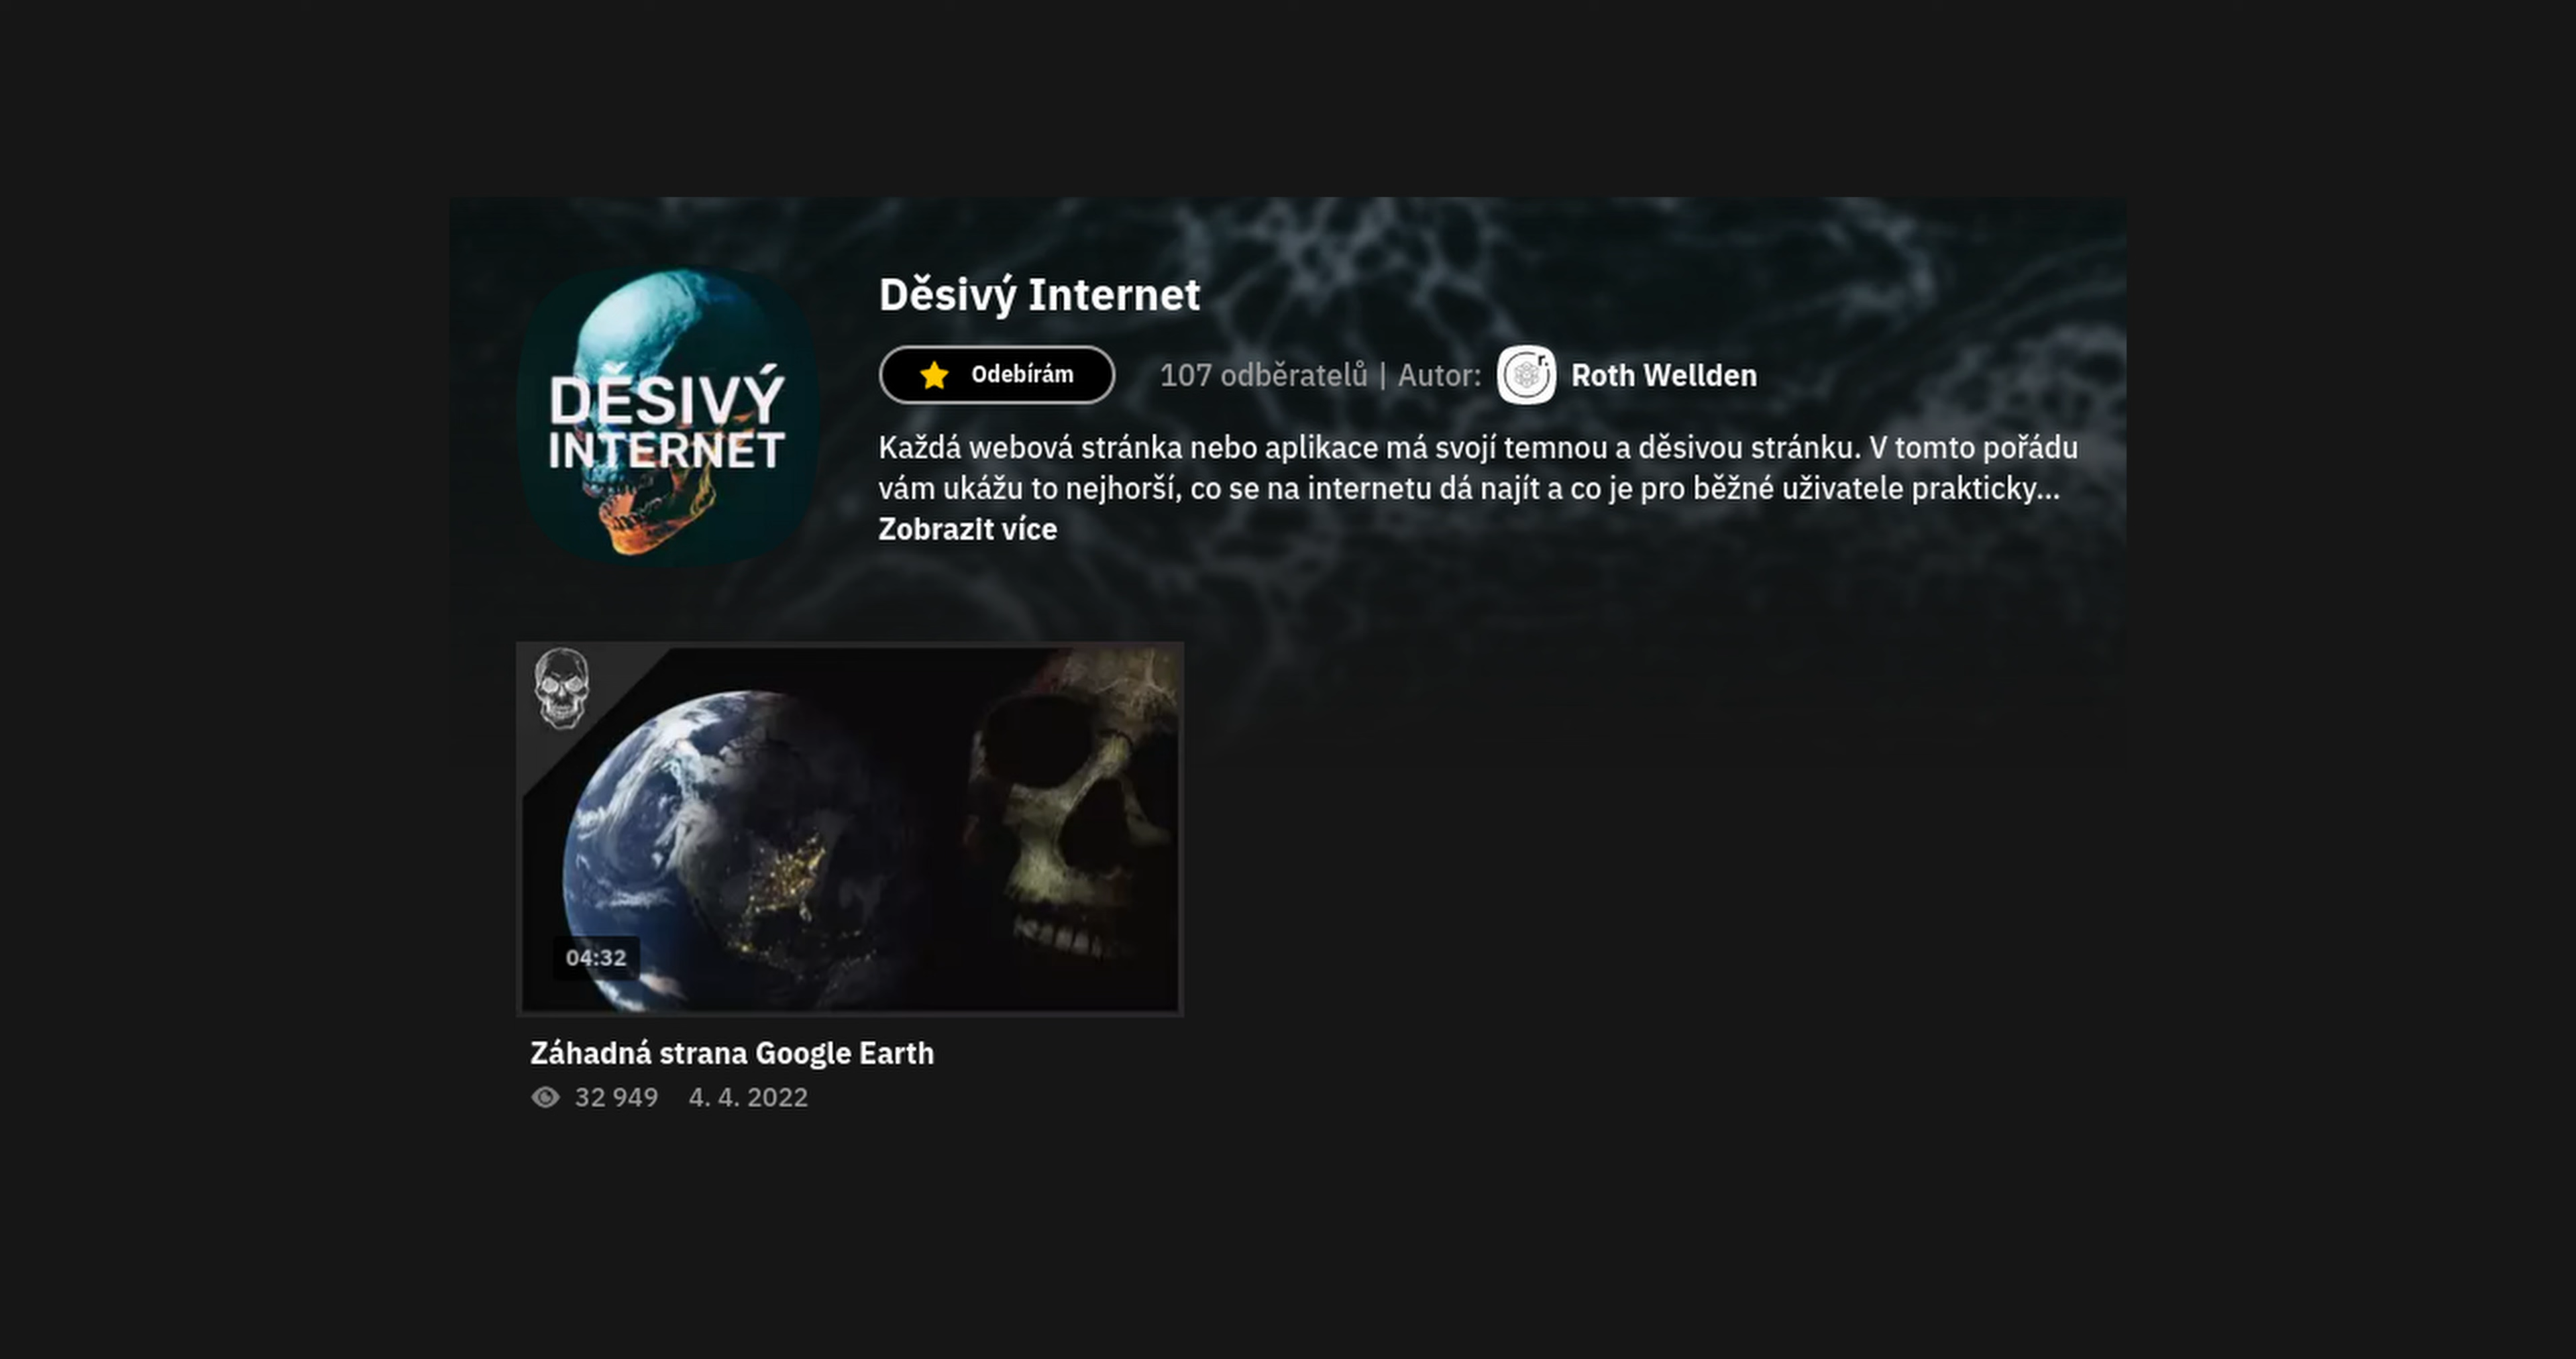 DĚSIVÝ
INTERNET
Děsivý Internet
Odebírám 107 odběratelů | Autor: r. Roth Wellden
Každá webová stránka nebo aplikace má svojí temnou a děsivou stránku. V tomto pořádu
vám ukážu to nejhorší, co se na internetu dá najít a co je pro běžné uživatele prakticky...
Zobrazit více
04:32
Záhadná strana Google Earth
32 949 4. 4. 2022